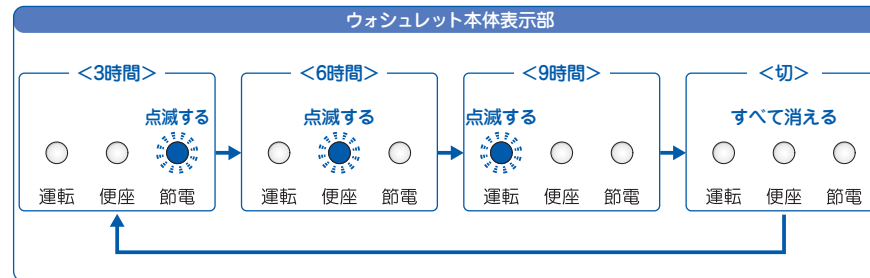 ウォシュレット本体表示部
<3時間>
<6時間>
<9時間>
<切>
点滅する
点滅する
点滅する
すべて消える
運転 便座 節電
運転 便座 節電
運転 便座 節電
運転 便座 節電